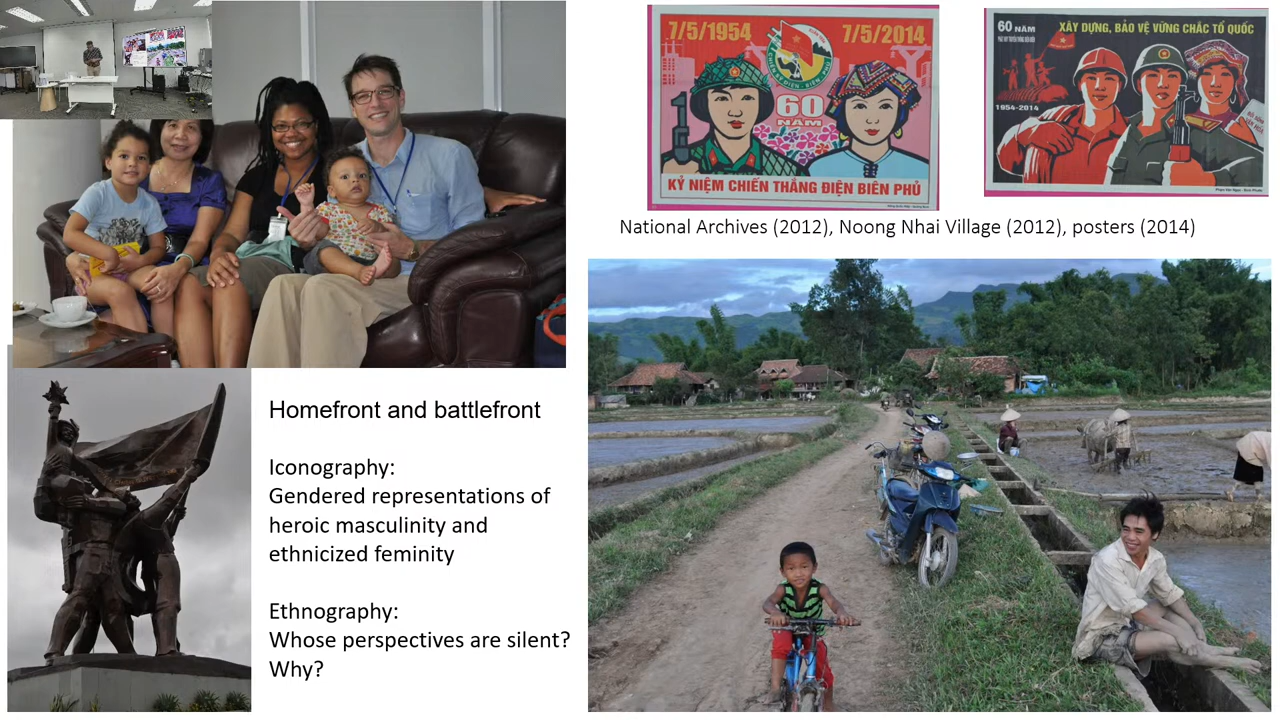 7/5/1954
7/5/2014
60
NĂM
KỶ NIỆM CHIẾN THẮNG ĐIỆN BIÊN PHỦ
60 NĂM
XÂY DỰNG, BẢO VỆ VỮNG CHẮC TỔ QUỐC
1954-2014
National Archives (2012), Noong Nhai Village (2012), posters (2014)
Homefront and battlefront
Iconography:
Gendered representations of
heroic masculinity and
ethnicized feminity
Ethnography:
Whose perspectives are silent?
Why?